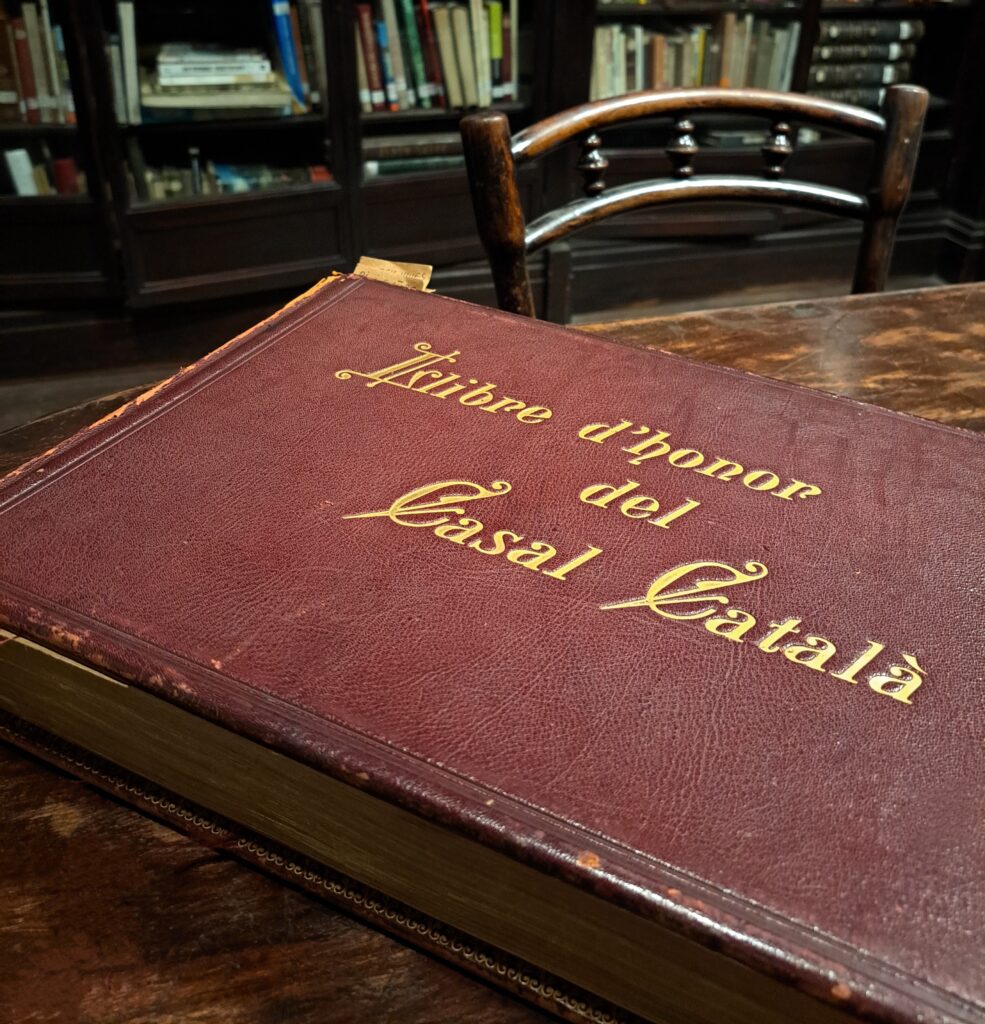 Llibre d'honor
del
Casal Català